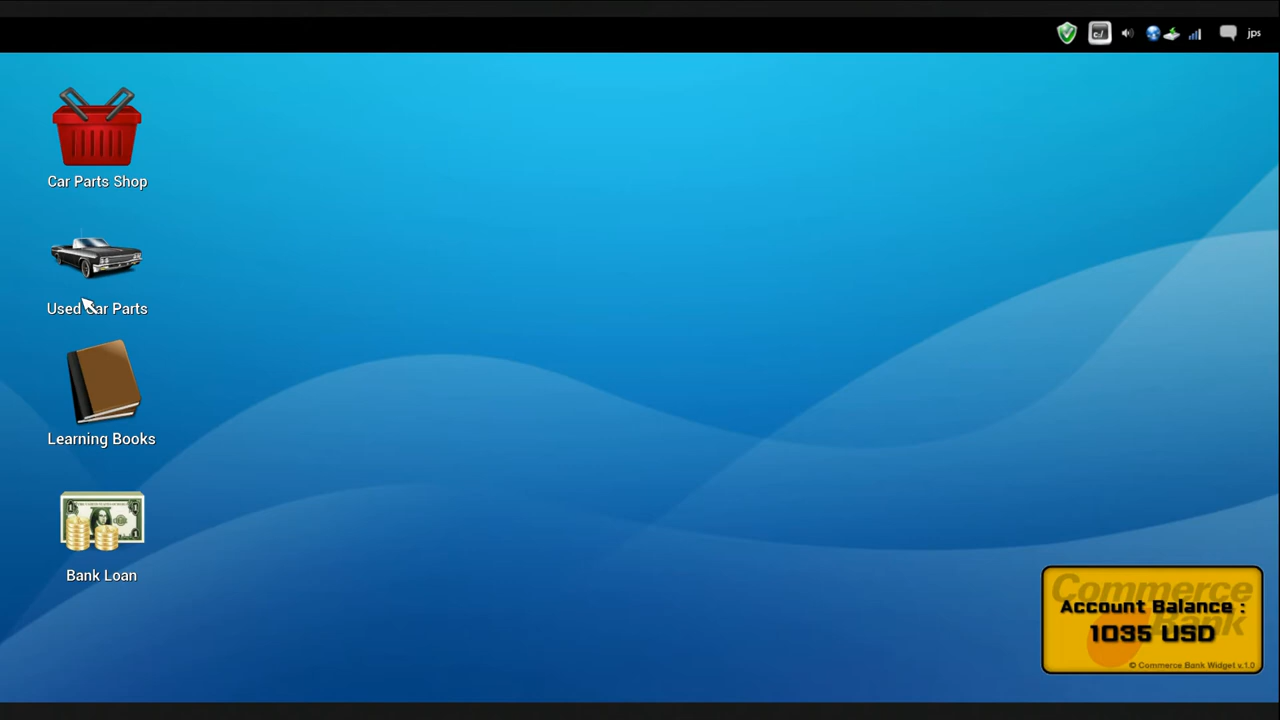 c:/
jps
Car Parts Shop
Used Car Parts
Learning Books
Bank Loan
Commerce
Bank
Account Balance :
1035 USD
© Commerce Bank Widget v.1.0